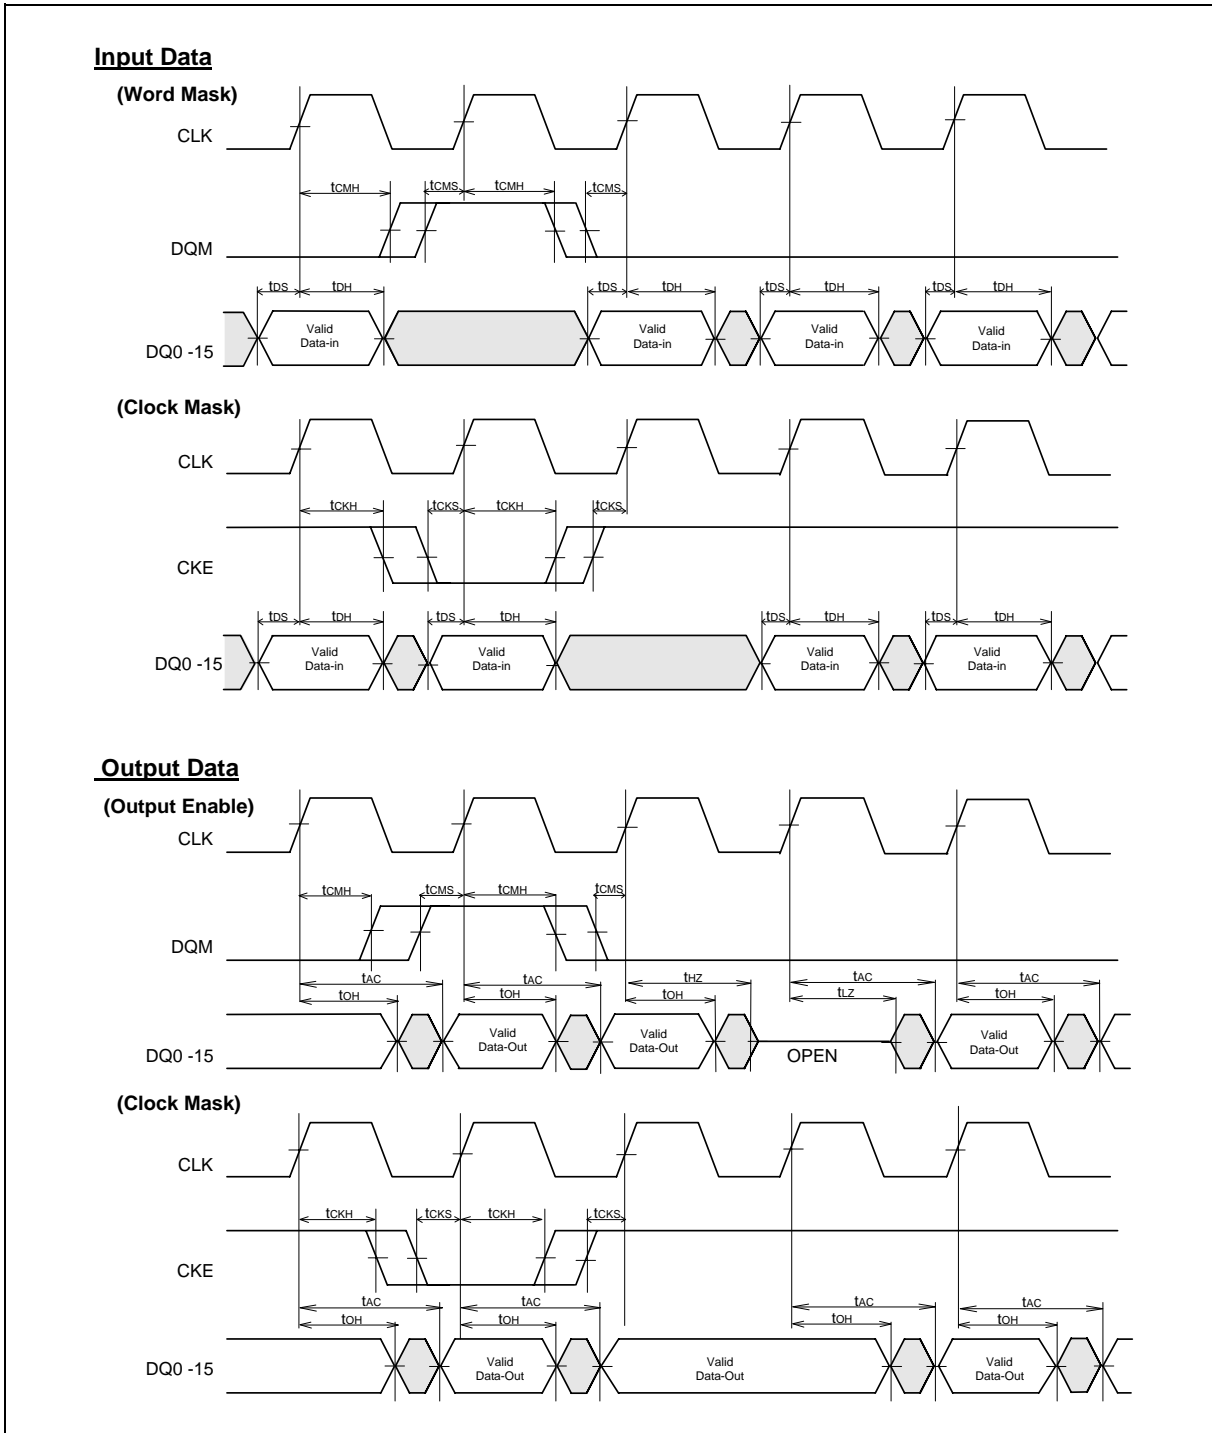 Input Data
(Word Mask)
CLK
tCMH tCMS tCMH tCMS
DQM
tDS tDH tDS tDH tDS tDH tDS tDH
Valid Data-in Valid Data-in Valid Data-in Valid Data-in
DQ0 -15
(Clock Mask)
CLK
tCKH tCKS tCKH tCKS
CKE
tDS tDH tDS tDH tDS tDH tDS tDH
Valid Data-in Valid Data-in Valid Data-in Valid Data-in
DQ0 -15
Output Data
(Output Enable)
CLK
tCMH tCMS tCMH tCMS
DQM
tAC tAC tHZ tAC tAC
tOH tOH tOH tLZ tOH
Valid Data-Out Valid Data-Out Valid Data-Out
DQ0 -15 OPEN
(Clock Mask)
CLK
tCKH tCKS tCKH tCKS
CKE
tAC tAC tAC tAC
tOH tOH tOH tOH
Valid Data-Out Valid Data-Out Valid Data-Out
DQ0 -15